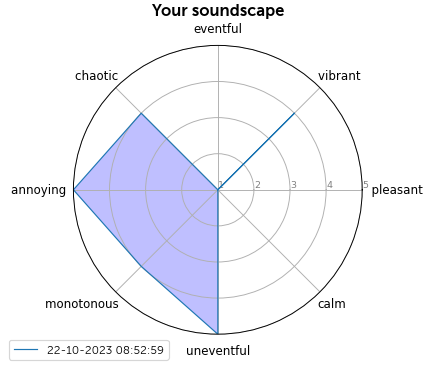 Your soundscape
eventful
chaotic
vibrant
annoying
1
2
3
4
5
pleasant
monotonous
calm
22-10-2023 08:52:59
uneventful